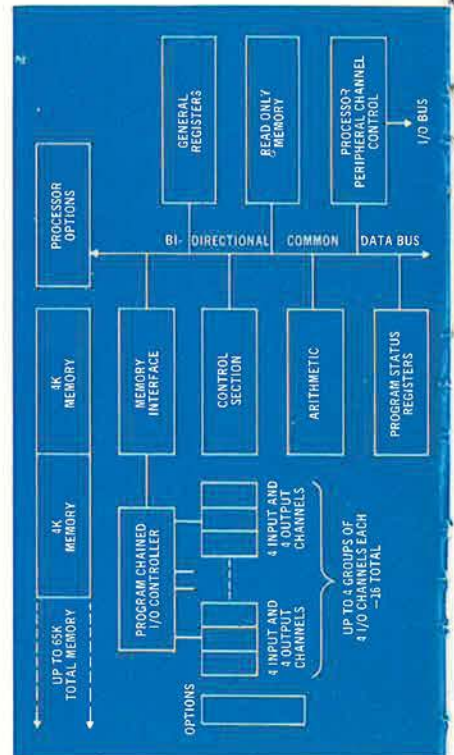 UP TO 65K
TOTAL MEMORY
4K
MEMORY
4K
MEMORY
PROCESSOR
OPTIONS
PROGRAM CHAINED
I/O CONTROLLER
MEMORY
INTERFACE
GENERAL
REGISTERS
BI-DIRECTIONAL COMMON DATA BUS
CONTROL
SECTION
READ ONLY
MEMORY
OPTIONS
4 INPUT AND
4 OUTPUT
CHANNELS
4 INPUT AND
4 OUTPUT
CHANNELS
ARITHMETIC
PROCESSOR
PERIPHERAL CHANNEL
CONTROL
I/O BUS
UP TO 4 GROUPS OF
4 I/O CHANNELS EACH
–16 TOTAL
PROGRAM STATUS
REGISTERS